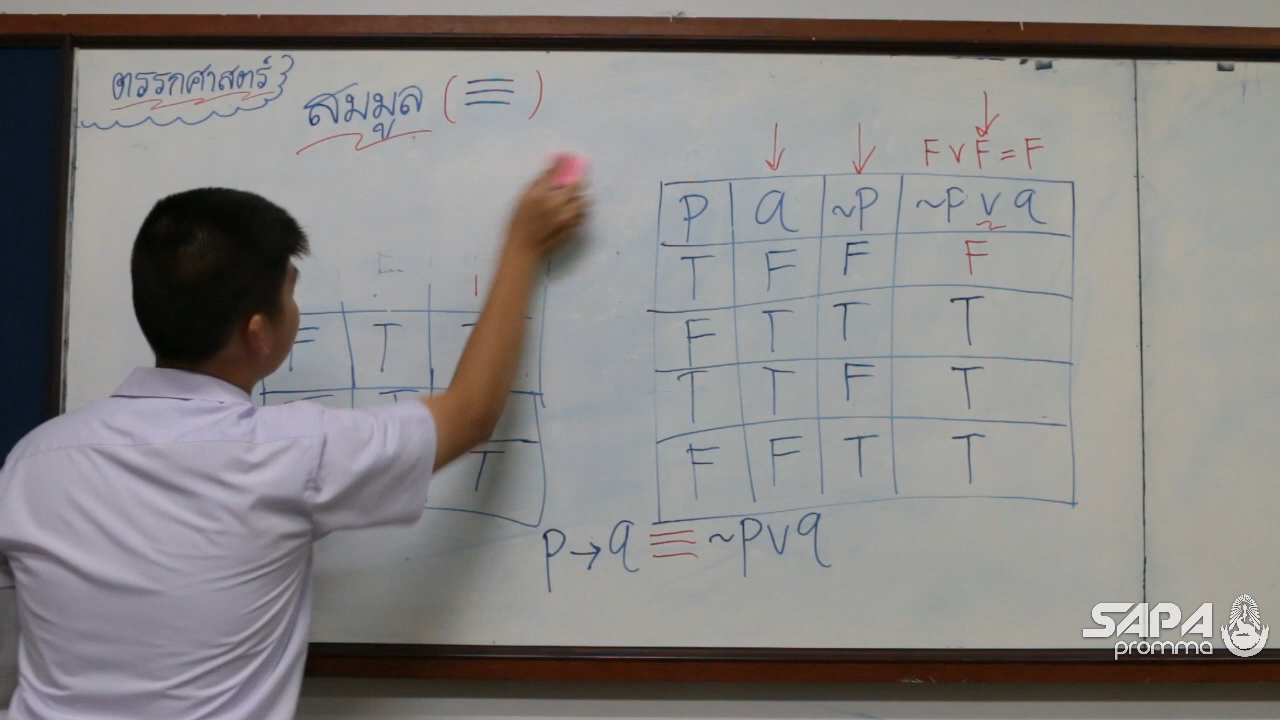 ตรรกศาสตร์
สมมูล (≡)
F ∨ F = F
P q ~P ~P ∨ q
T F F F
F T T T
T T F T
F F T T
F T
T
P → q ≡ ~P ∨ q
SAPA
promma